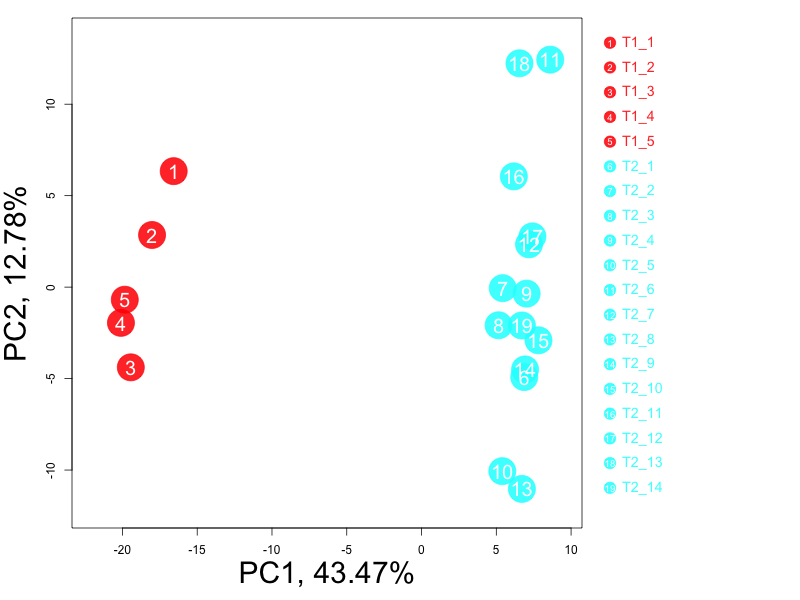 18
11
1
16
2
17
12
7
9
5
4
8
19
15
3
14
6
10
13
10
5
0
-5
-10
PC2, 12.78%
-20
-15
-10
-5
0
5
10
PC1, 43.47%
1 T1_1
2 T1_2
3 T1_3
4 T1_4
5 T1_5
6 T2_1
7 T2_2
8 T2_3
9 T2_4
10 T2_5
11 T2_6
12 T2_7
13 T2_8
14 T2_9
15 T2_10
16 T2_11
17 T2_12
18 T2_13
19 T2_14